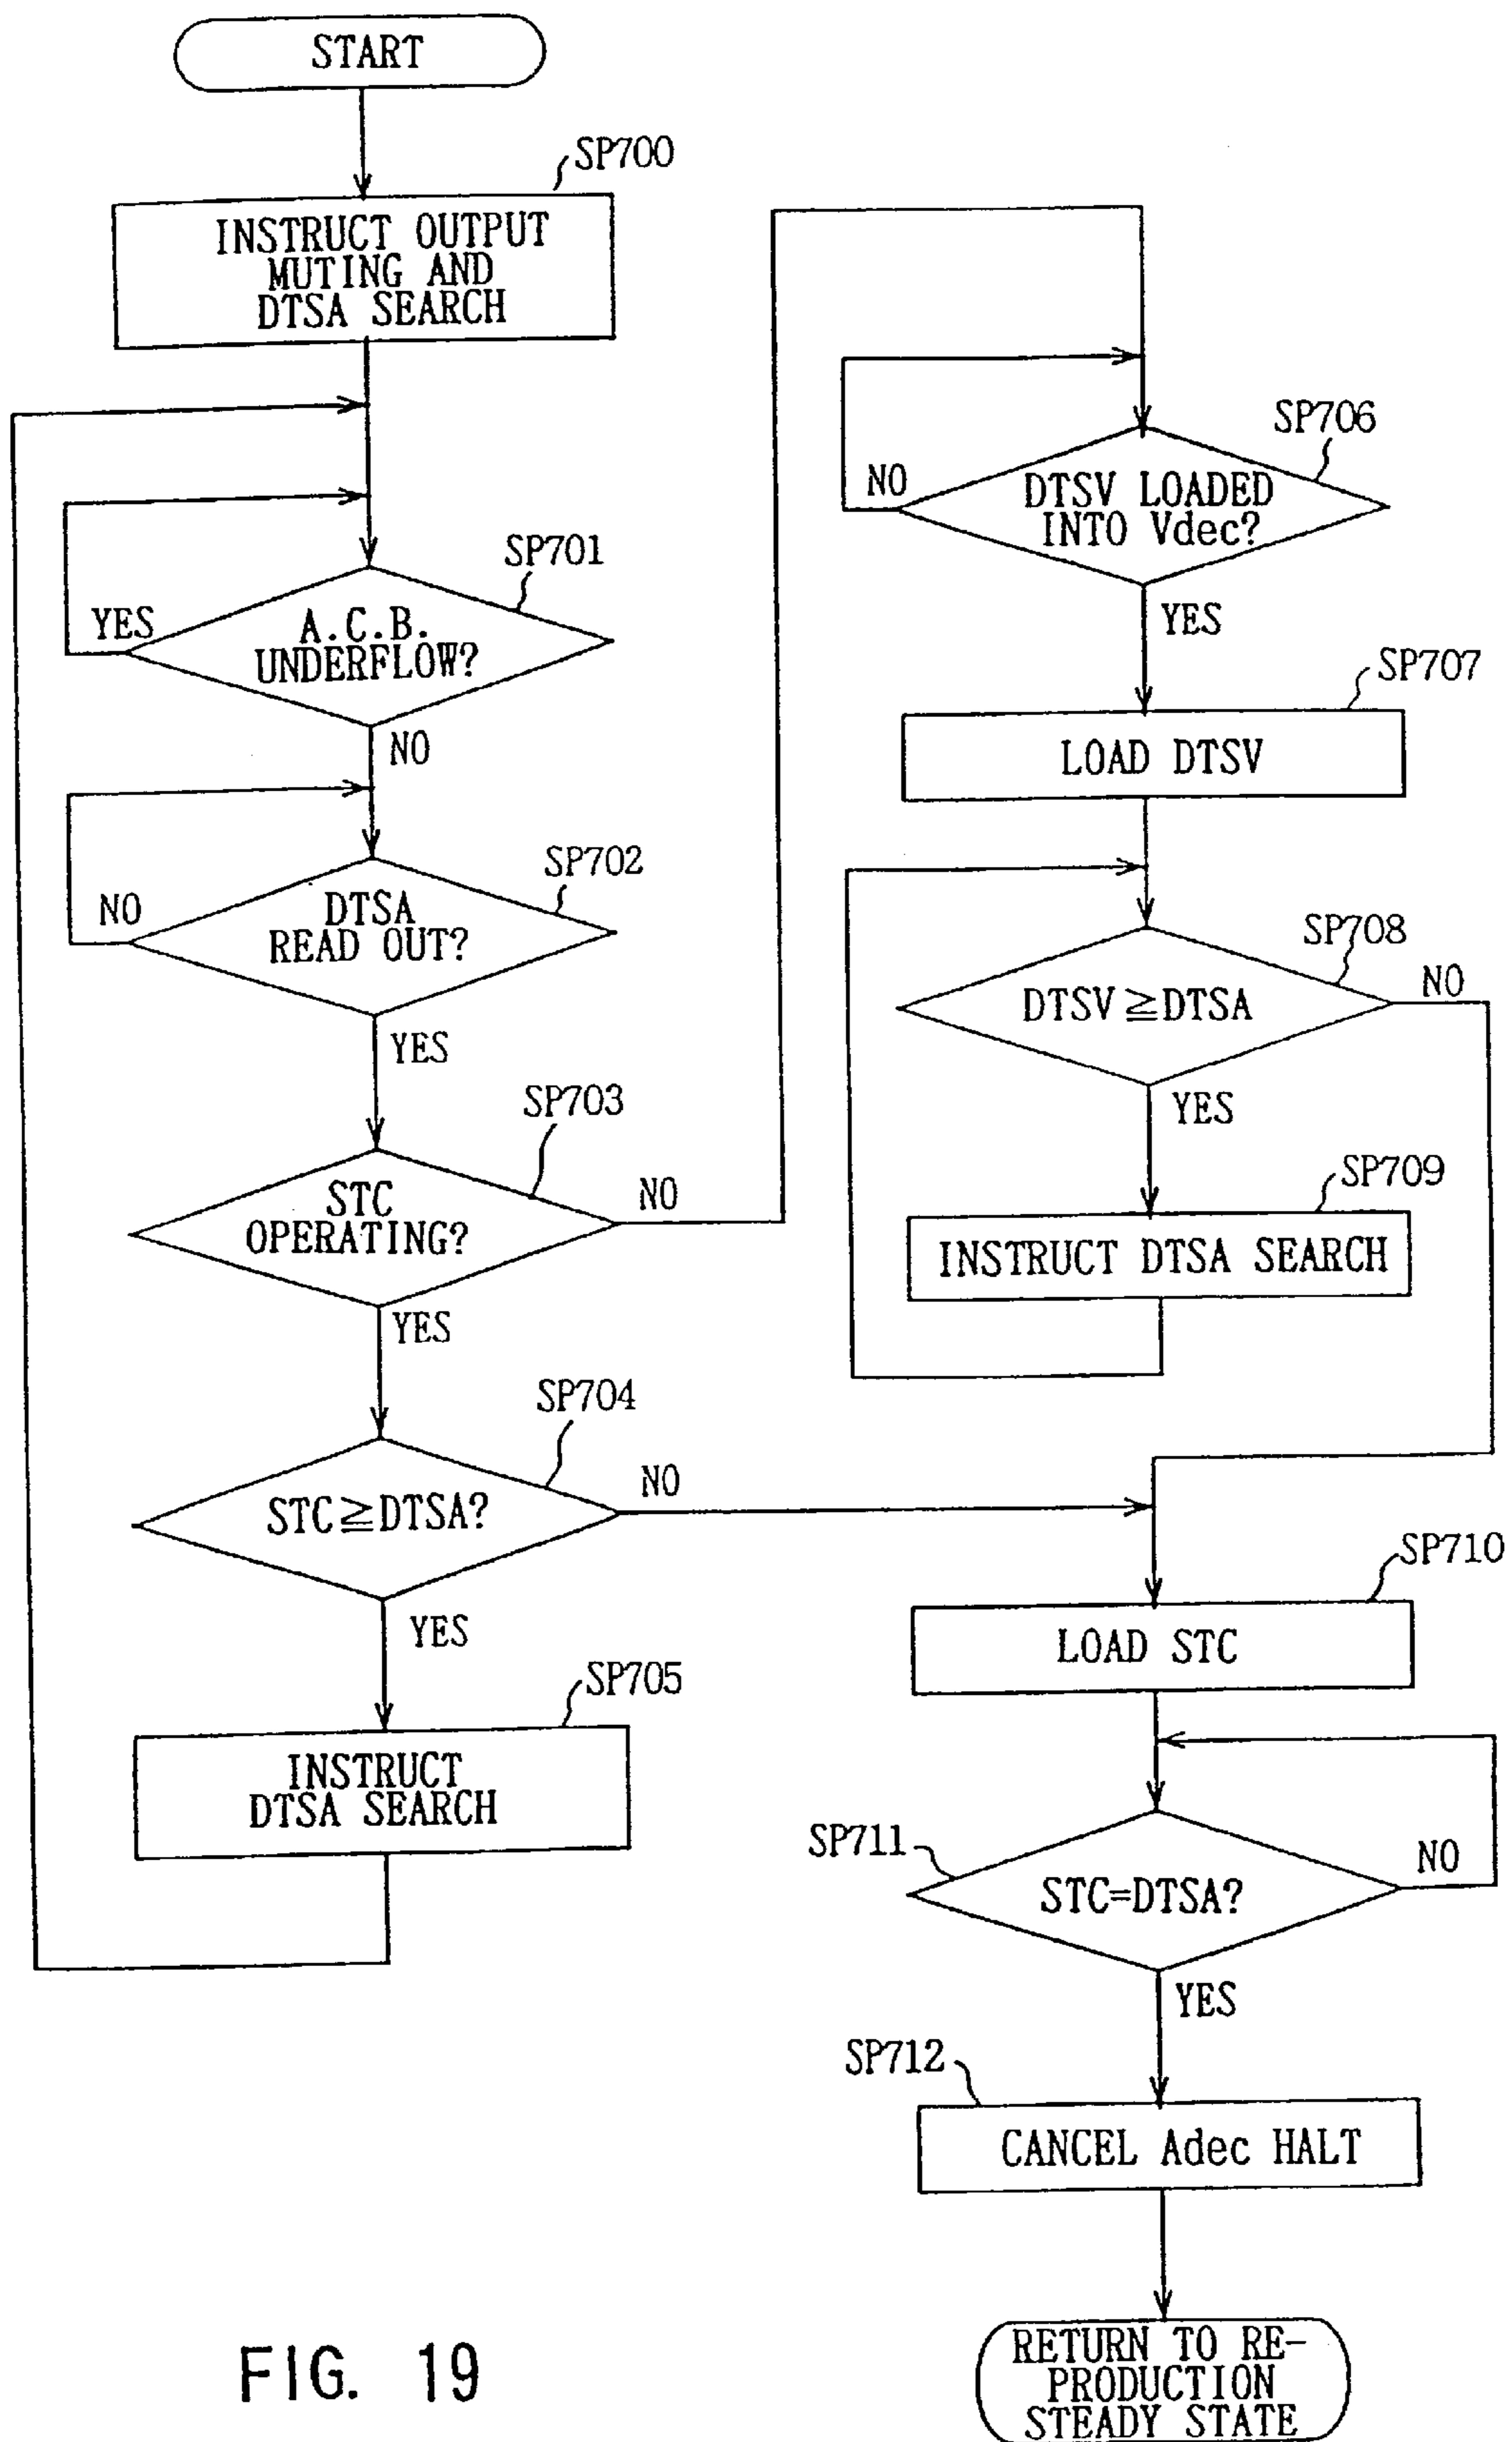 START
SP700
INSTRUCT OUTPUT
MUTING AND
DTSA SEARCH
SP701
YES
A.C.B.
UNDERFLOW?
NO
SP702
NO
DTSA
READ OUT?
YES
SP703
STC
OPERATING?
NO
YES
SP704
STC≧DTSA?
NO
YES
SP705
INSTRUCT
DTSA SEARCH
SP706
NO
DTSV LOADED
INTO Vdec?
YES
SP707
LOAD DTSV
SP708
DTSV≧DTSA
NO
YES
SP709
INSTRUCT DTSA SEARCH
SP710
LOAD STC
SP711
STC=DTSA?
NO
YES
SP712
CANCEL Adec HALT
RETURN TO RE-
PRODUCTION
STEADY STATE
FIG. 19